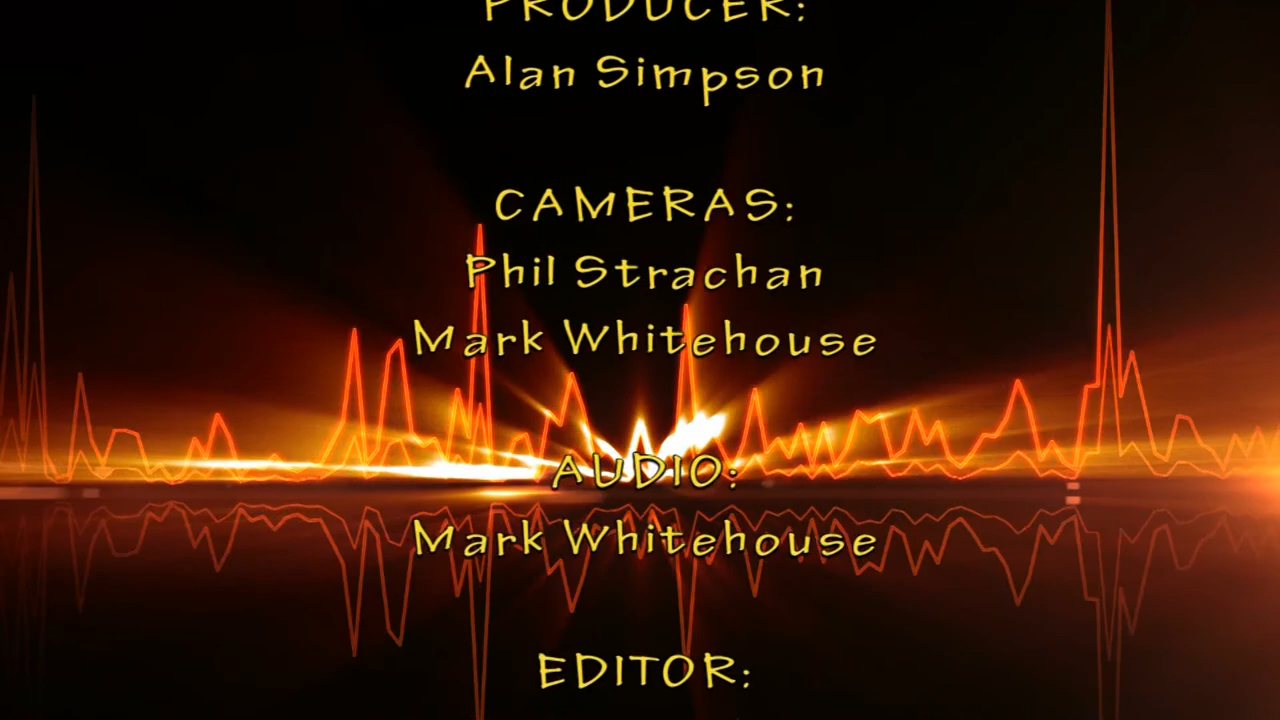 PRODUCER:
Alan Simpson
CAMERAS:
Phil Strachan
Mark Whitehouse
AUDIO:
Mark Whitehouse
EDITOR: